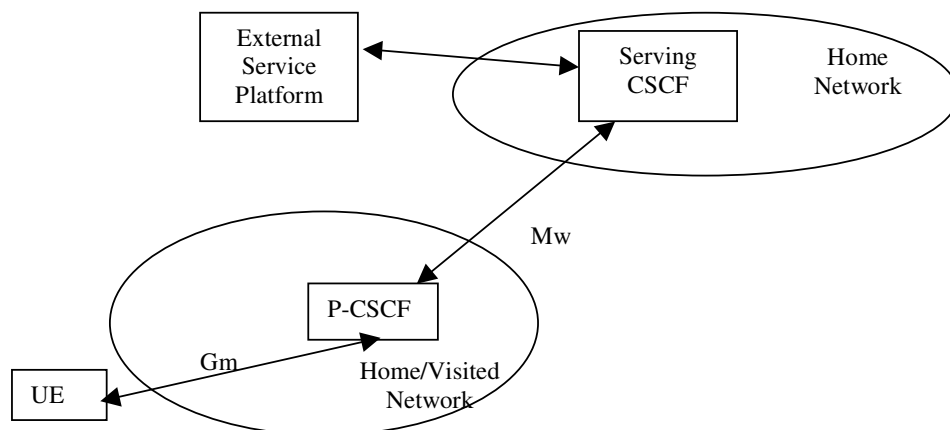 External
Service
Platform
Serving
CSCF
Home
Network
Mw
P-CSCF
Gm
Home/Visited
Network
UE